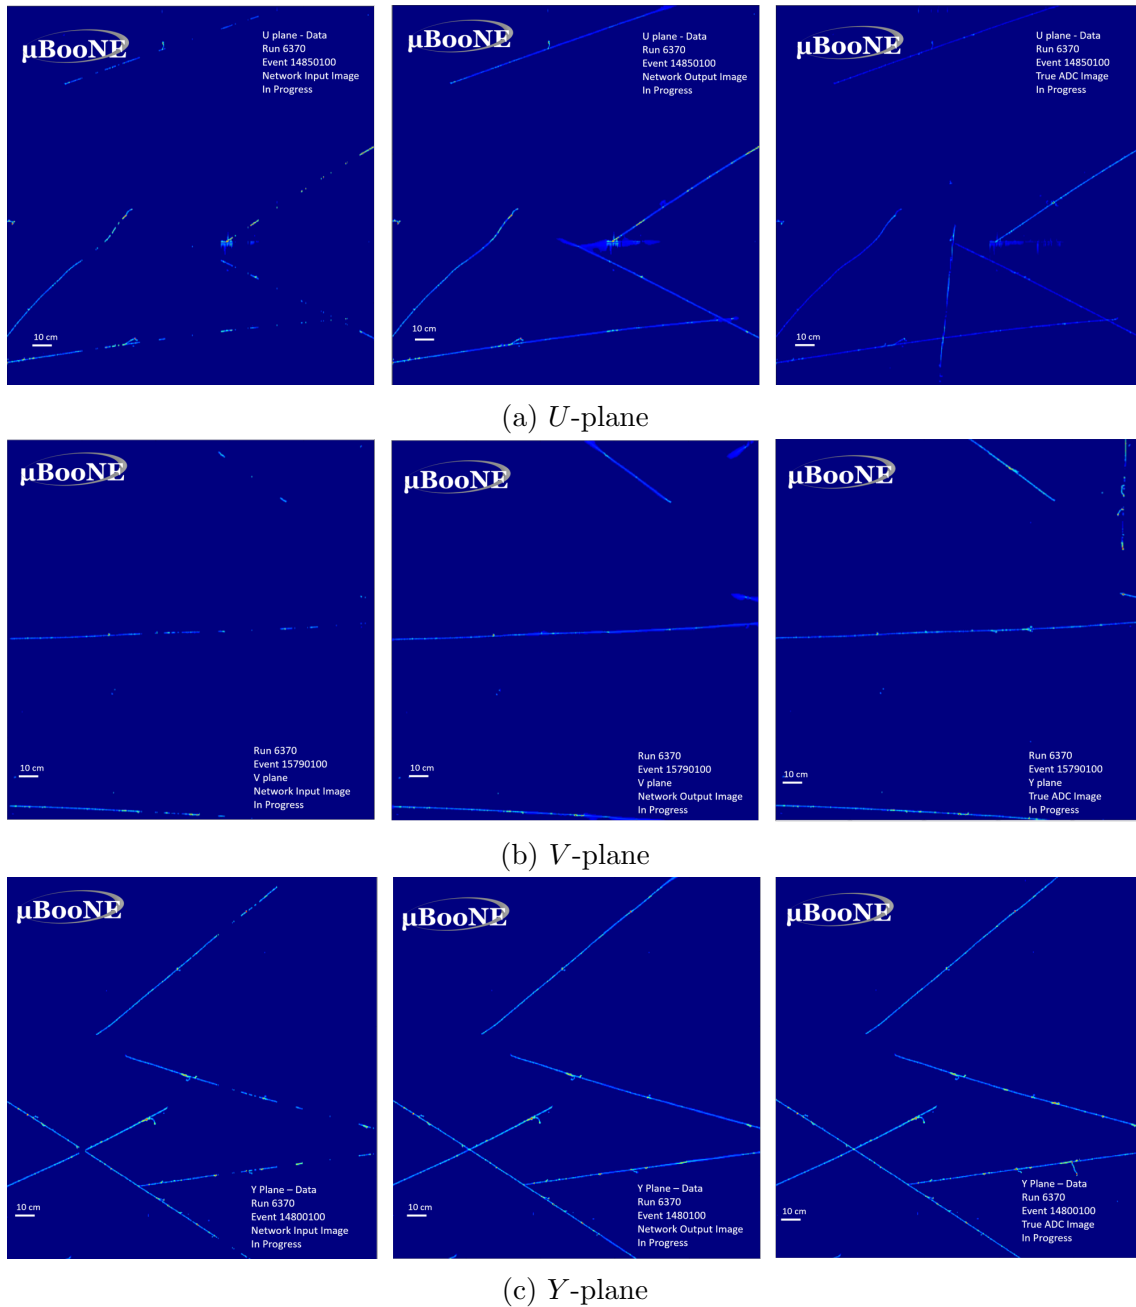 µBooNE
U plane - Data
Run 6370
Event 14850100
Network Input Image
In Progress
10 cm
µBooNE
U plane - Data
Run 6370
Event 14850100
Network Output Image
In Progress
10 cm
µBooNE
U plane - Data
Run 6370
Event 14850100
True ADC Image
In Progress
10 cm
(a) U-plane
µBooNE
Run 6370
Event 15790100
V plane
Network Input Image
In Progress
10 cm
µBooNE
Run 6370
Event 15790100
V plane
Network Output Image
In Progress
10 cm
µBooNE
Run 6370
Event 15790100
Y plane
True ADC Image
In Progress
10 cm
(b) V-plane
µBooNE
Y Plane – Data
Run 6370
Event 14800100
Network Input Image
In Progress
10 cm
µBooNE
Y Plane – Data
Run 6370
Event 1480100
Network Output Image
In Progress
10 cm
µBooNE
Y Plane – Data
Run 6370
Event 14800100
True ADC Image
In Progress
10 cm
(c) Y-plane